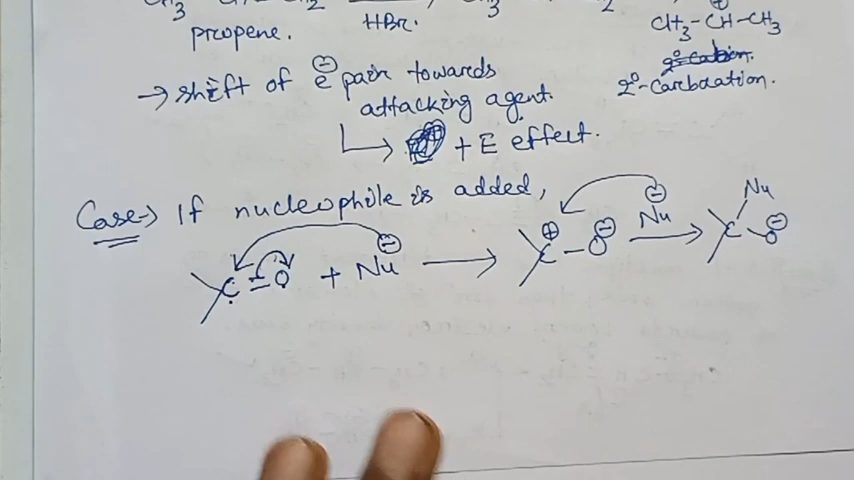 propene.
HBr.
⊕
CH3-CH-CH3
2°-Carbocation.
→ shift of e⊖ pair towards
attacking agent.
↳ + E effect.
Case → If nucleophile is added,
C=O + Nu⊖ → C⊕-O⊖ Nu⊖ → Nu C-O⊖